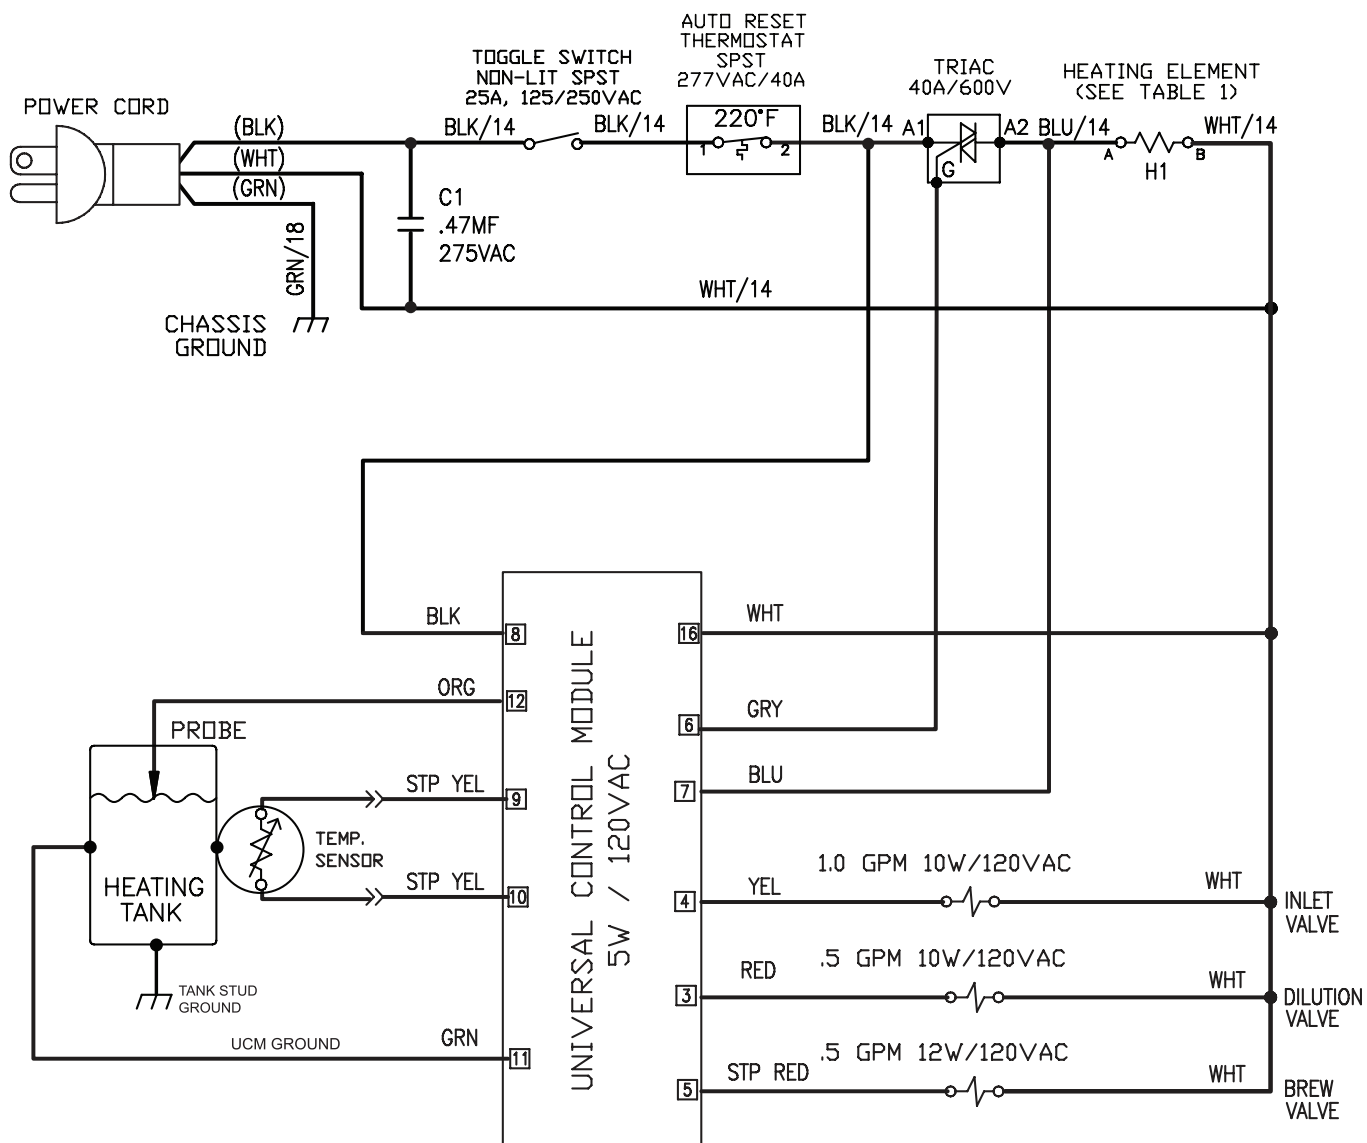 AUTO RESET
THERMOSTAT
SPST
277VAC/40A
TOGGLE SWITCH
NON-LIT SPST
25A, 125/250VAC
TRIAC
40A/600V
HEATING ELEMENT
(SEE TABLE 1)
POWER CORD
(BLK)
BLK/14
BLK/14
220°F
1
2
BLK/14
A1
A2
BLU/14
WHT/14
A
B
H1
G
(WHT)
(GRN)
GRN/18
C1
.47MF
275VAC
WHT/14
CHASSIS
GROUND
BLK
8
UNIVERSAL CONTROL MODULE
5W / 120VAC
16
WHT
ORG
12
PROBE
6
GRY
STP YEL
9
7
BLU
TEMP.
SENSOR
HEATING
TANK
STP YEL
10
4
YEL
1.0 GPM 10W/120VAC
WHT
INLET
VALVE
3
RED
.5 GPM 10W/120VAC
WHT
DILUTION
VALVE
TANK STUD
GROUND
UCM GROUND
GRN
11
5
STP RED
.5 GPM 12W/120VAC
WHT
BREW
VALVE